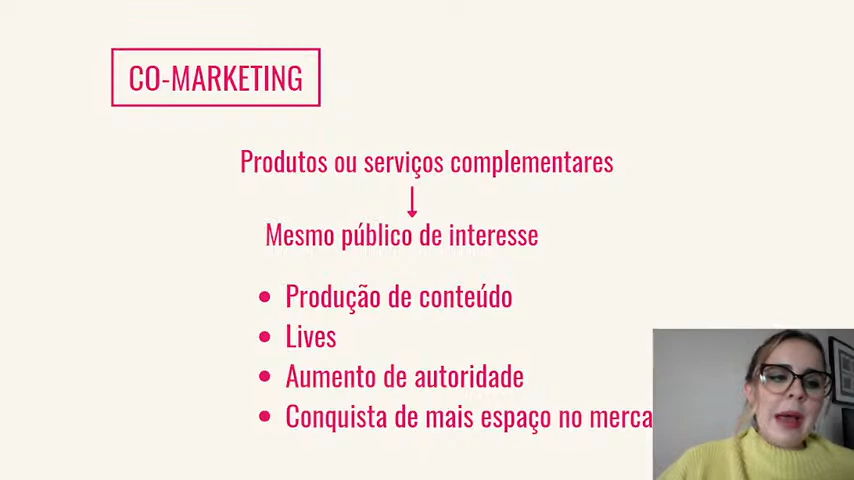 CO-MARKETING
Produtos ou serviços complementares
Mesmo público de interesse
Produção de conteúdo
Lives
Aumento de autoridade
Conquista de mais espaço no merca